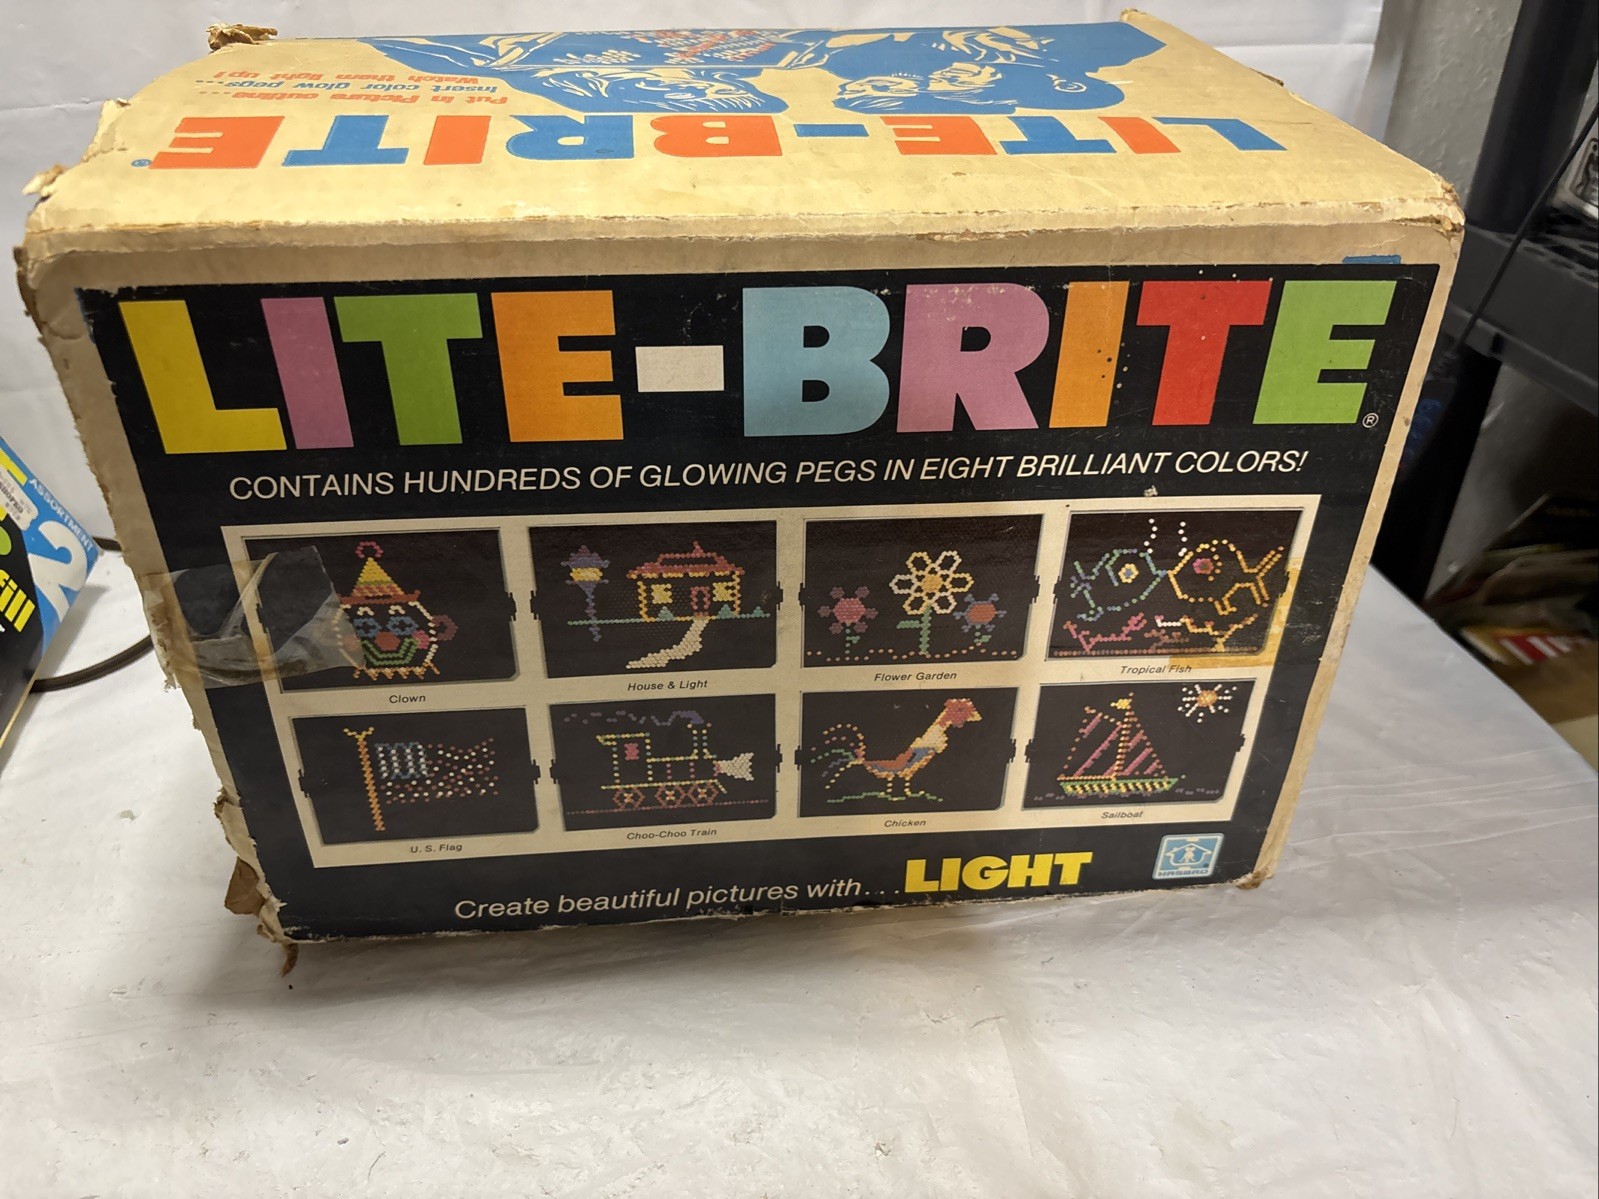 Put in Picture outline...
Insert color glow pegs...
Watch them light up!
LITE-BRITE®
LITE-BRITE®
CONTAINS HUNDREDS OF GLOWING PEGS IN EIGHT BRILLIANT COLORS!
Clown
House & Light
Flower Garden
Tropical Fish
U. S. Flag
Choo-Choo Train
Chicken
Sailboat
Create beautiful pictures with... LIGHT
HASBRO
ASSORTMENT
2